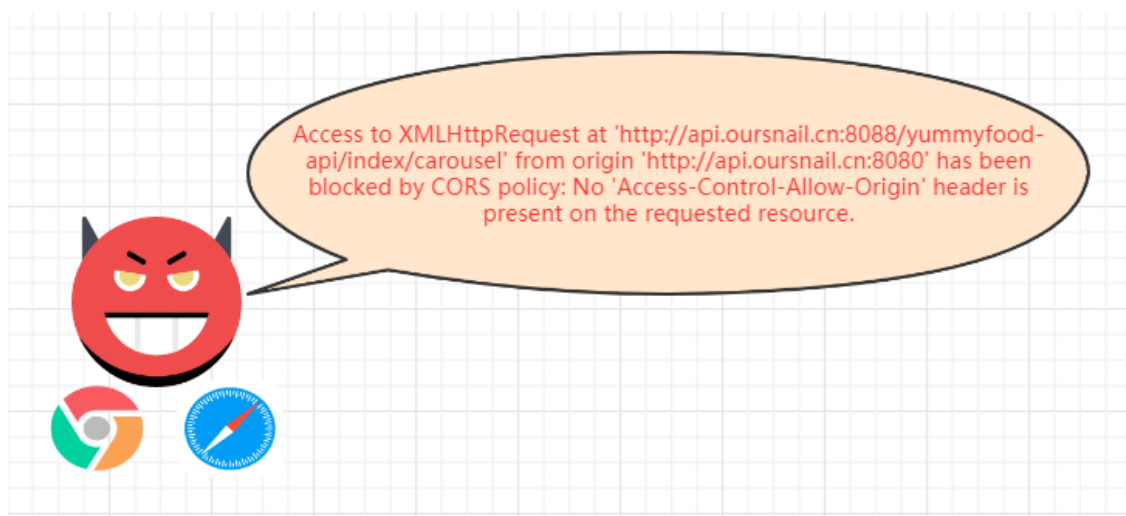 Access to XMLHttpRequest at 'http://api.oursnail.cn:8088/yummyfood-
api/index/carousel' from origin 'http://api.oursnail.cn:8080' has been
blocked by CORS policy: No 'Access-Control-Allow-Origin' header is
present on the requested resource.